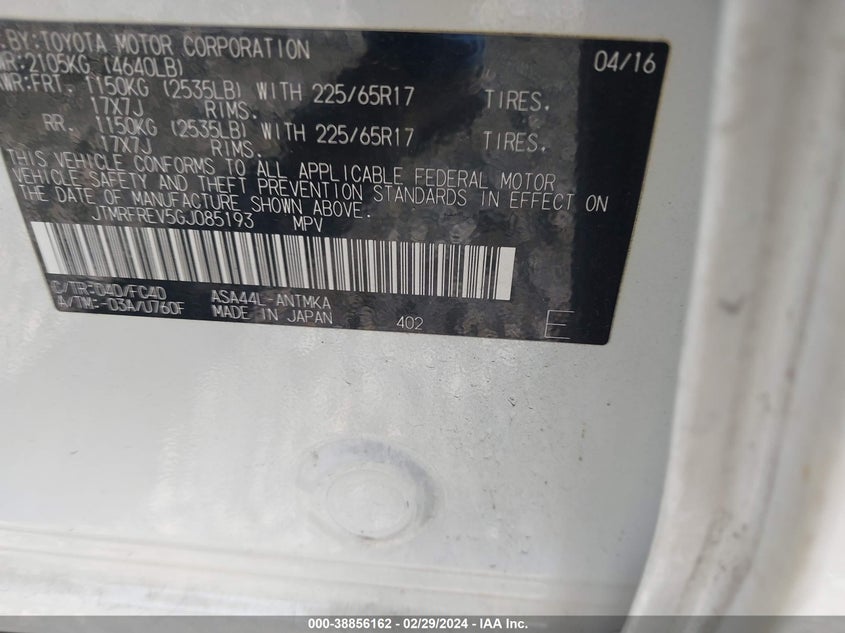 .BY:TOYOTA MOTOR CORPORATION 04/16
WR:2105KG (4640LB)
WR:FRT. 1150KG (2535LB) WITH 225/65R17 TIRES.
17X7J RIMS.
RR. 1150KG (2535LB) WITH 225/65R17 TIRES.
17X7J RIMS.
THIS VEHICLE CONFORMS TO ALL APPLICABLE FEDERAL MOTOR
VEHICLE SAFETY AND THEFT PREVENTION STANDARDS IN EFFECT ON
THE DATE OF MANUFACTURE SHOWN ABOVE.
JTMRFREV5GJ085193 MPV
C/TR:040/FC40 ASA44L-ANTMKA
A/TM:-03A/U760F MADE IN JAPAN 402 E
000-38856162 - 02/29/2024 - IAA Inc.